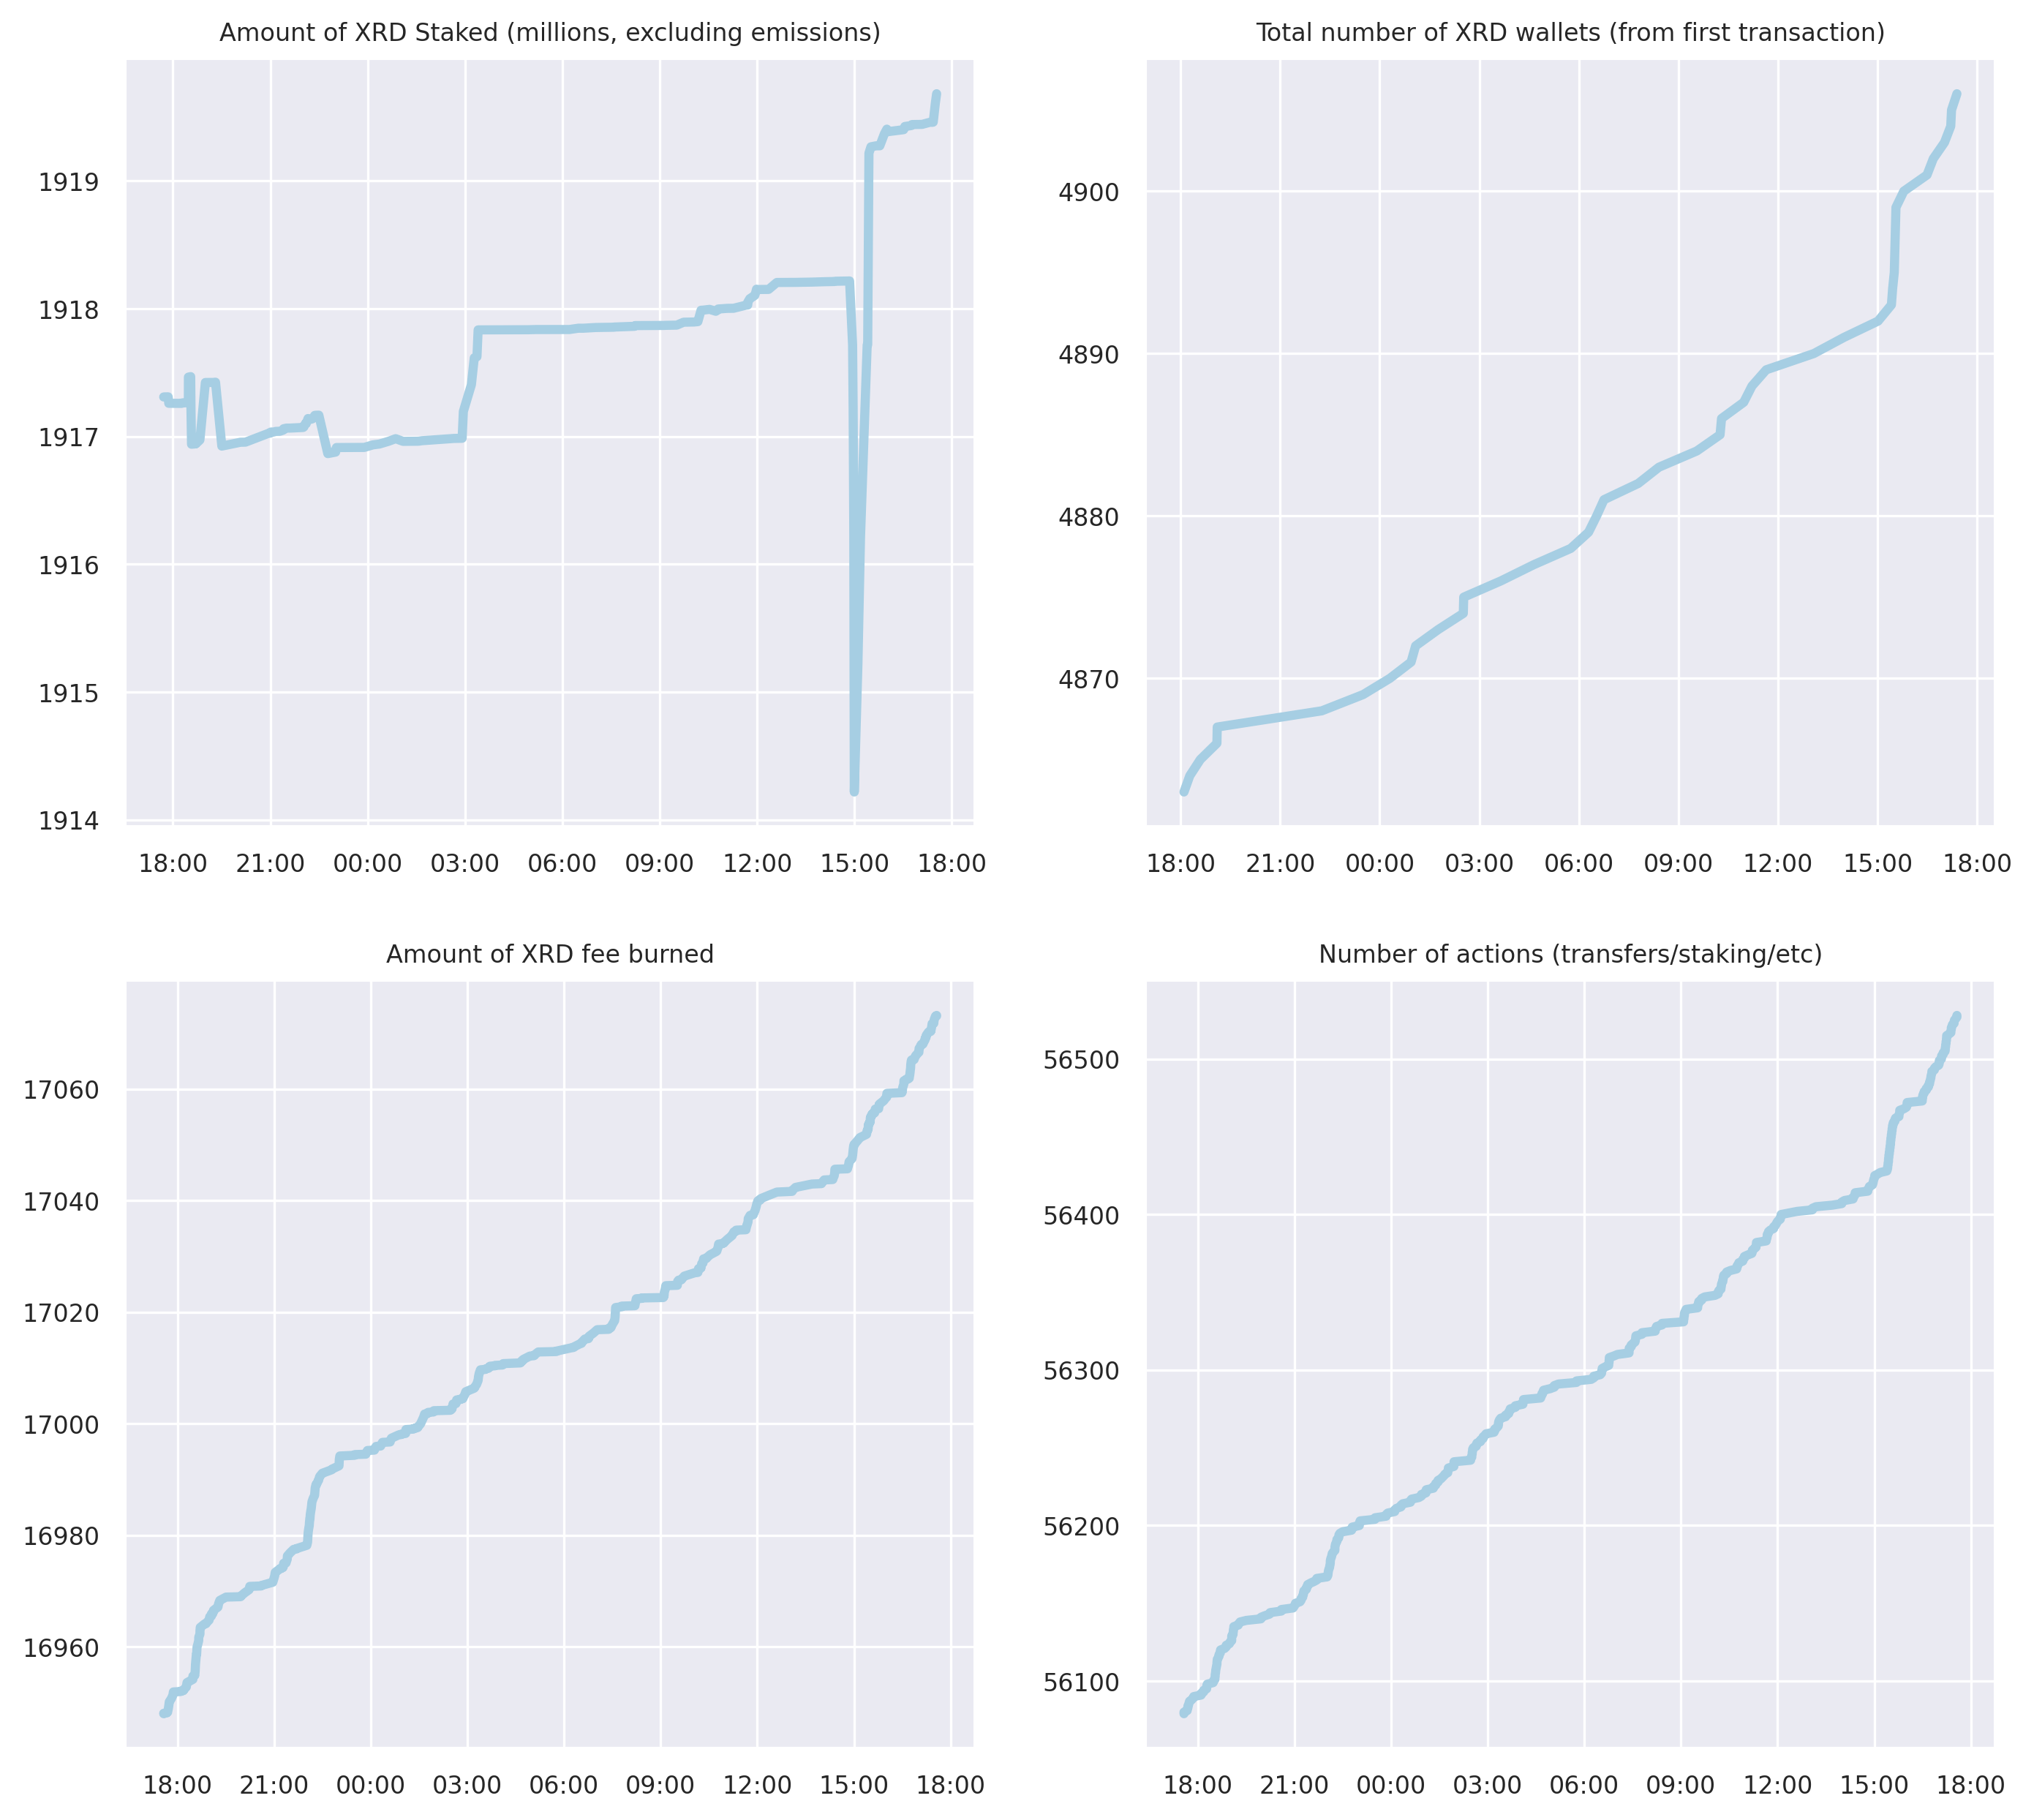 Amount of XRD Staked (millions, excluding emissions)
1919
1918
1917
1916
1915
1914
18:00 21:00 00:00 03:00 06:00 09:00 12:00 15:00 18:00
Total number of XRD wallets (from first transaction)
4900
4890
4880
4870
18:00 21:00 00:00 03:00 06:00 09:00 12:00 15:00 18:00
Amount of XRD fee burned
17060
17040
17020
17000
16980
16960
18:00 21:00 00:00 03:00 06:00 09:00 12:00 15:00 18:00
Number of actions (transfers/staking/etc)
56500
56400
56300
56200
56100
18:00 21:00 00:00 03:00 06:00 09:00 12:00 15:00 18:00